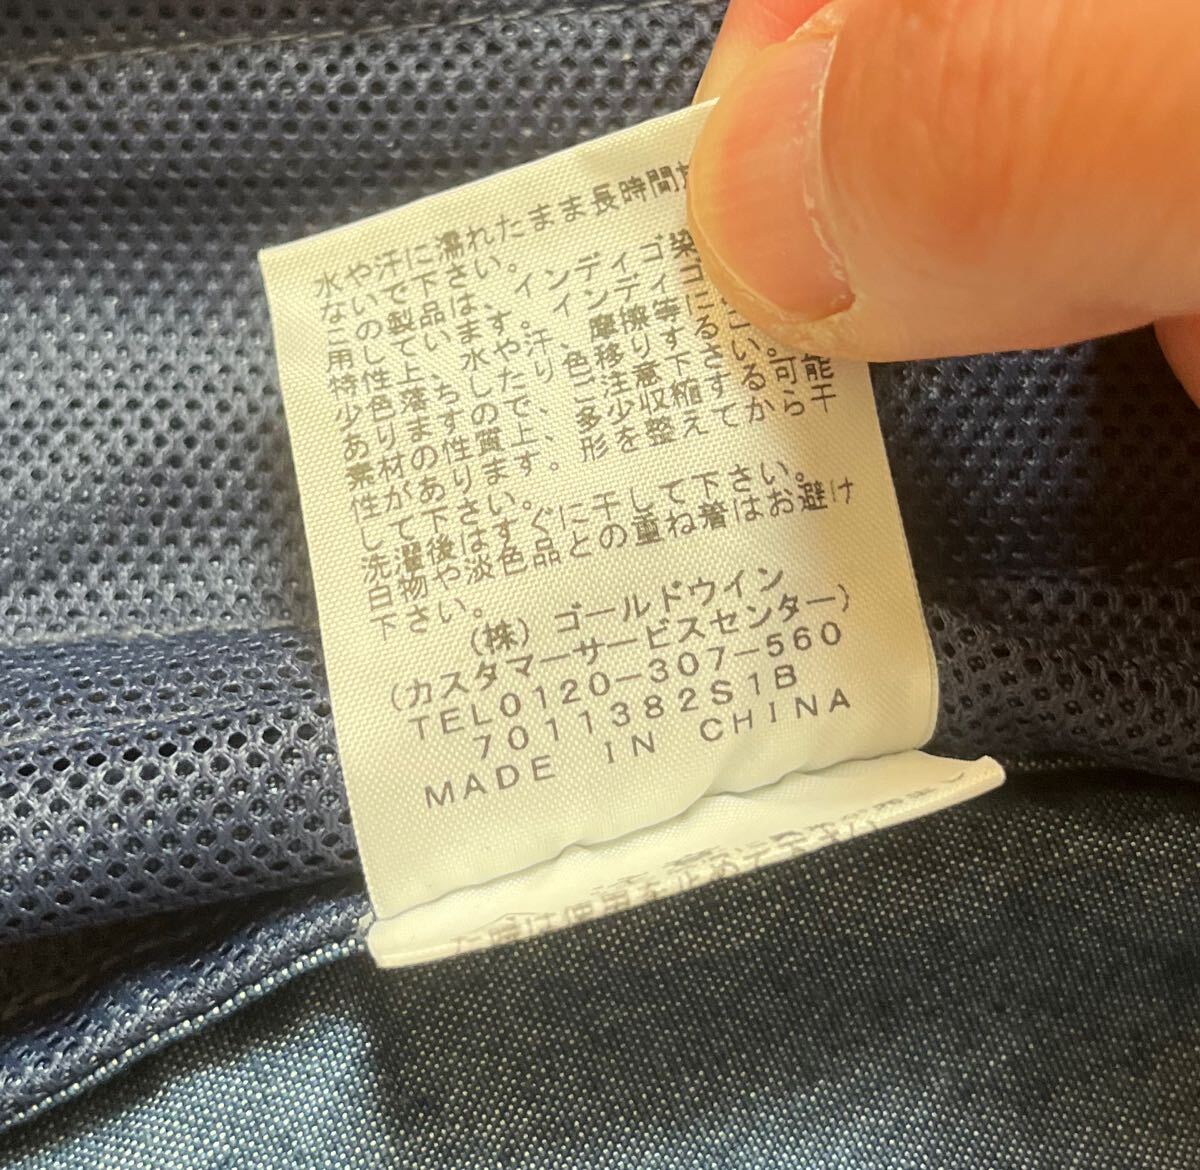 水や汗に濡れたまま長時間
ないで下さい。
この製品は、インディゴ染
用しています。インディゴ
特性上、水や汗、摩擦等に
少色落ちしたり、色移りする
ありますので、ご注意下さい。
素材の性質上、多少収縮する可能
性があります。形を整えてから干
して下さい。
洗濯後はすぐに干して下さい。
白物や淡色品との重ね着はお避け
下さい。
(株) ゴールドウイン
(カスタマーサービスセンター)
TEL0120-307-560
7011382S1B
MADE IN CHINA